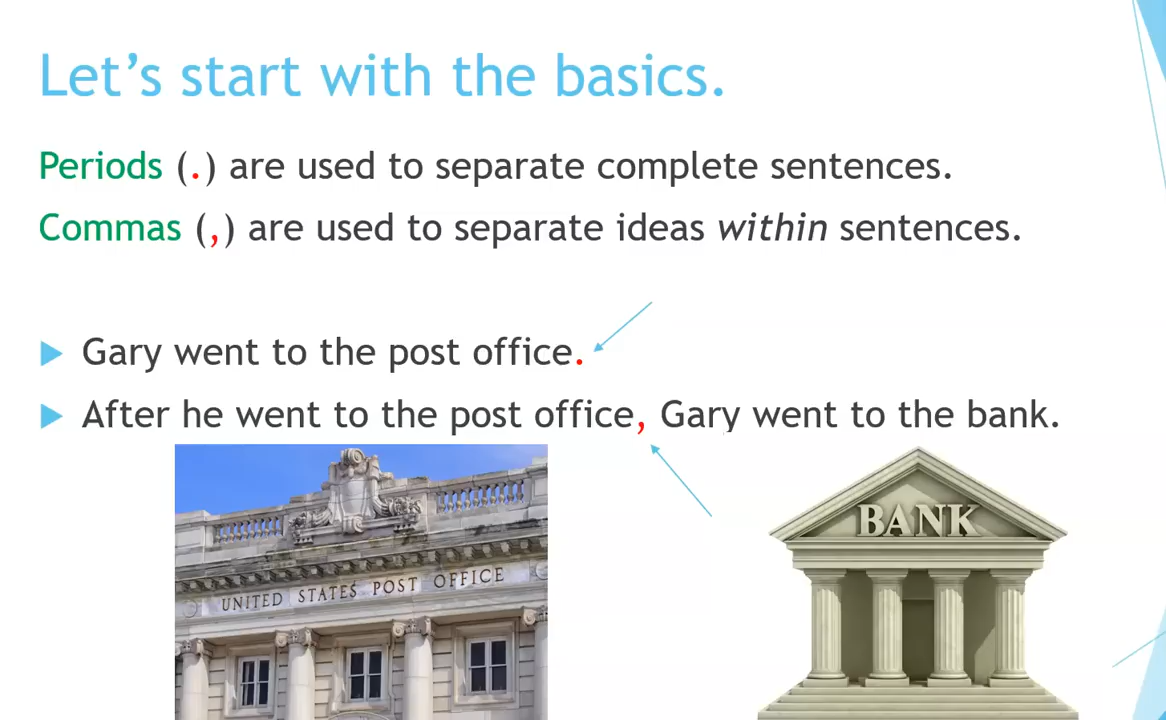 Let’s start with the basics.
Periods (.) are used to separate complete sentences.
Commas (,) are used to separate ideas within sentences.
Gary went to the post office.
After he went to the post office, Gary went to the bank.
UNITED STATES POST OFFICE
BANK